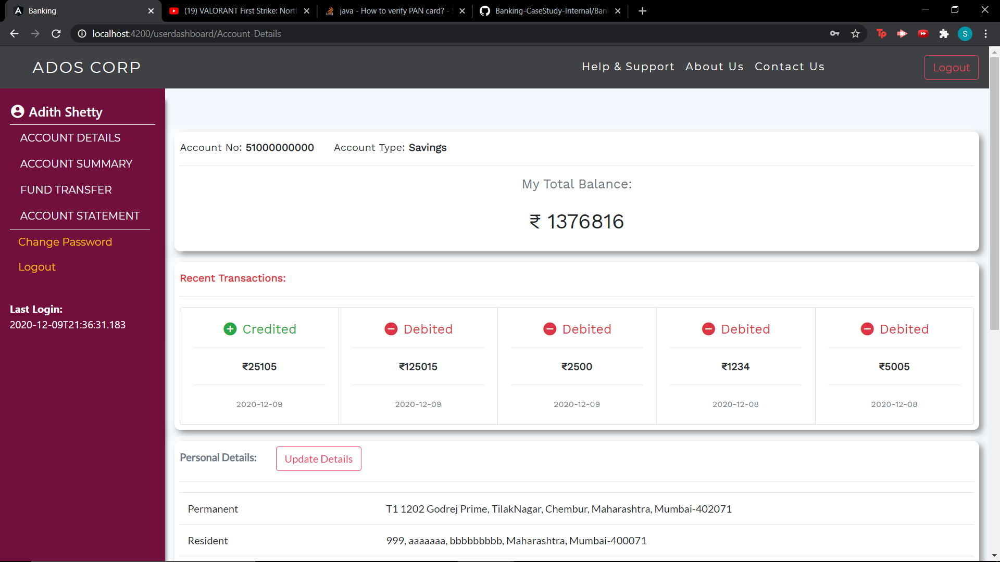 Banking
(19) VALORANT First Strike: North
java - How to verify PAN card? - S
Banking-CaseStudy-Internal/Bank
localhost:4200/userdashboard/Account-Details
S
ADOS CORP
Help & Support
About Us
Contact Us
Logout
Adith Shetty
ACCOUNT DETAILS
ACCOUNT SUMMARY
FUND TRANSFER
ACCOUNT STATEMENT
Change Password
Logout
Last Login:
2020-12-09T21:36:31.183
Account No: 51000000000
Account Type: Savings
My Total Balance:
₹ 1376816
Recent Transactions:
Credited
₹25105
2020-12-09
Debited
₹125015
2020-12-09
Debited
₹2500
2020-12-09
Debited
₹1234
2020-12-08
Debited
₹5005
2020-12-08
Personal Details:
Update Details
Permanent
T1 1202 Godrej Prime, TilakNagar, Chembur, Maharashtra, Mumbai-402071
Resident
999, aaaaaaa, bbbbbbbbbb, Maharashtra, Mumbai-400071